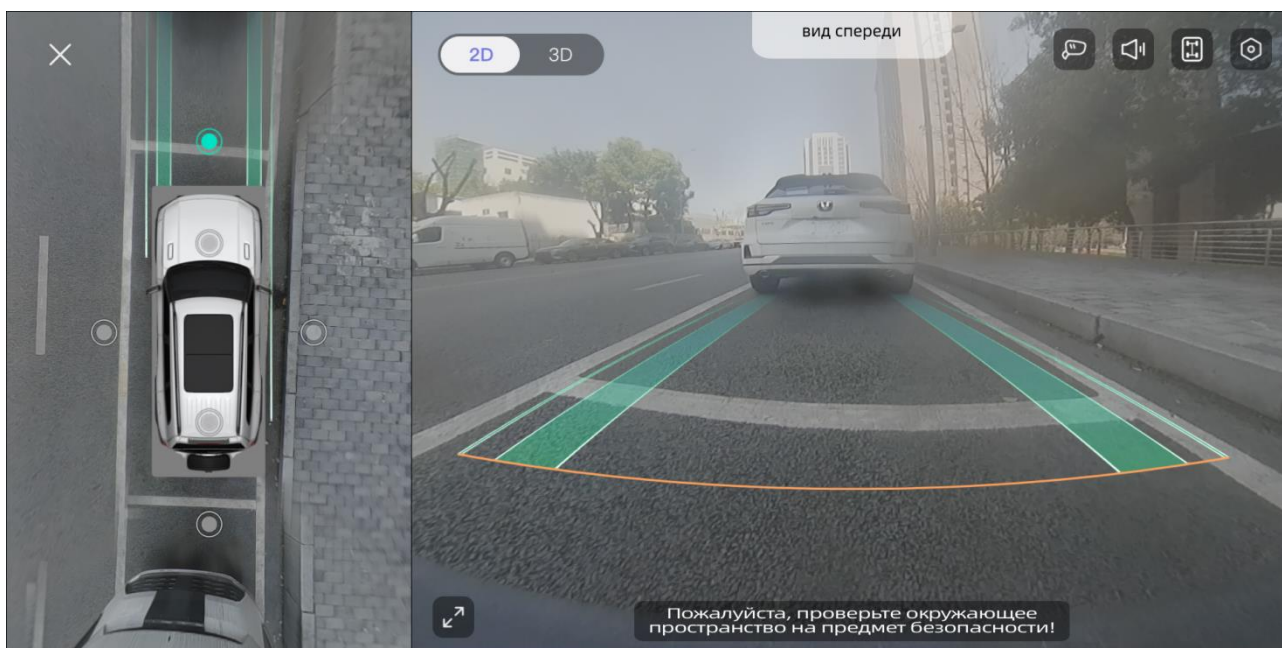 2D
3D
вид спереди
Пожалуйста, проверьте окружающее
пространство на предмет безопасности!